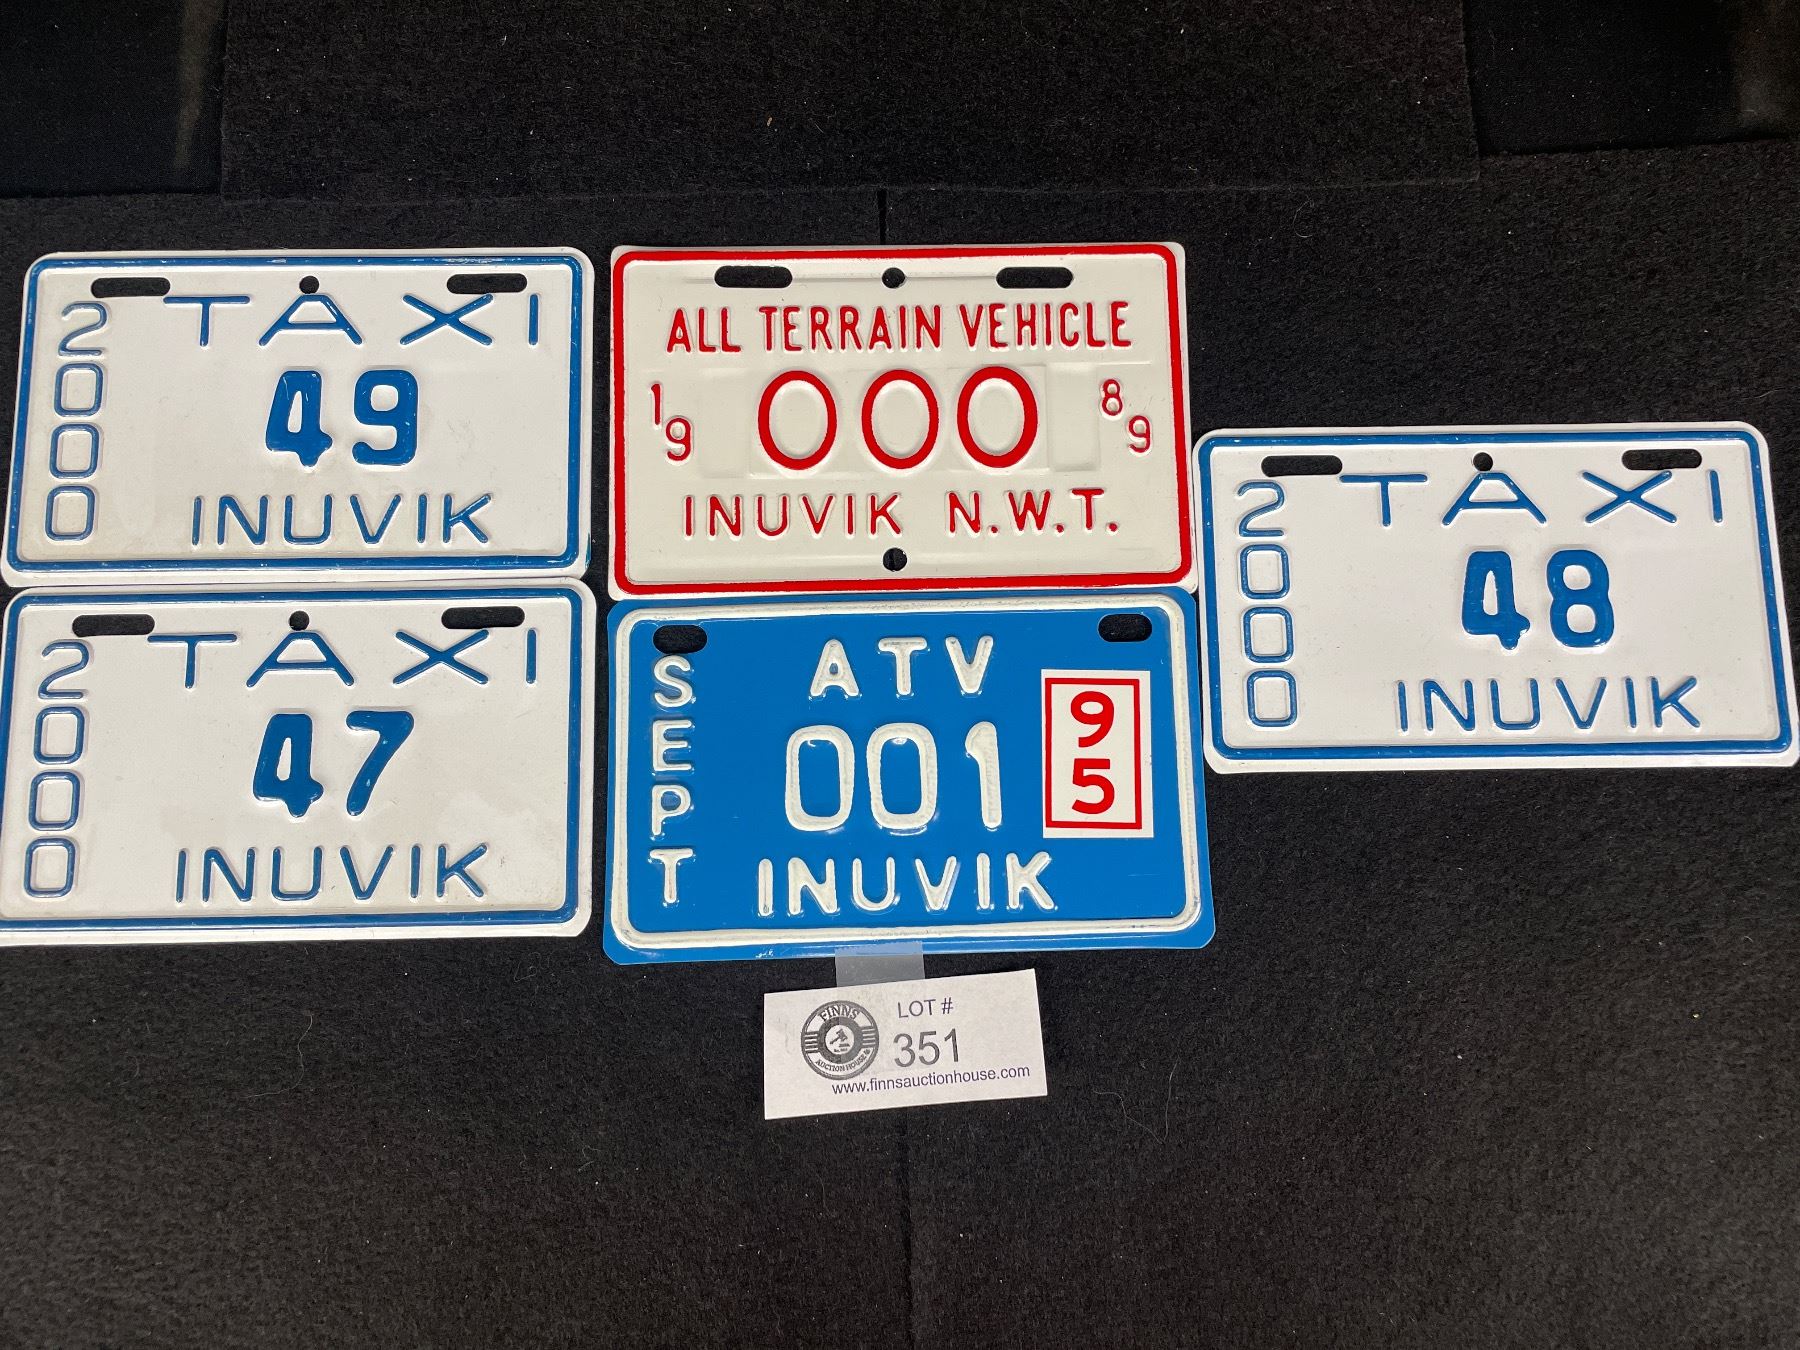 TAXI
2000
49
INUVIK
ALL TERRAIN VEHICLE
19 000 89
INUVIK N.W.T.
TAXI
2000
48
INUVIK
TAXI
2000
47
INUVIK
ATV
SEPT
001
95
INUVIK
LOT #
351
FINNS
AUCTION HOUSE
www.finnsauctionhouse.com